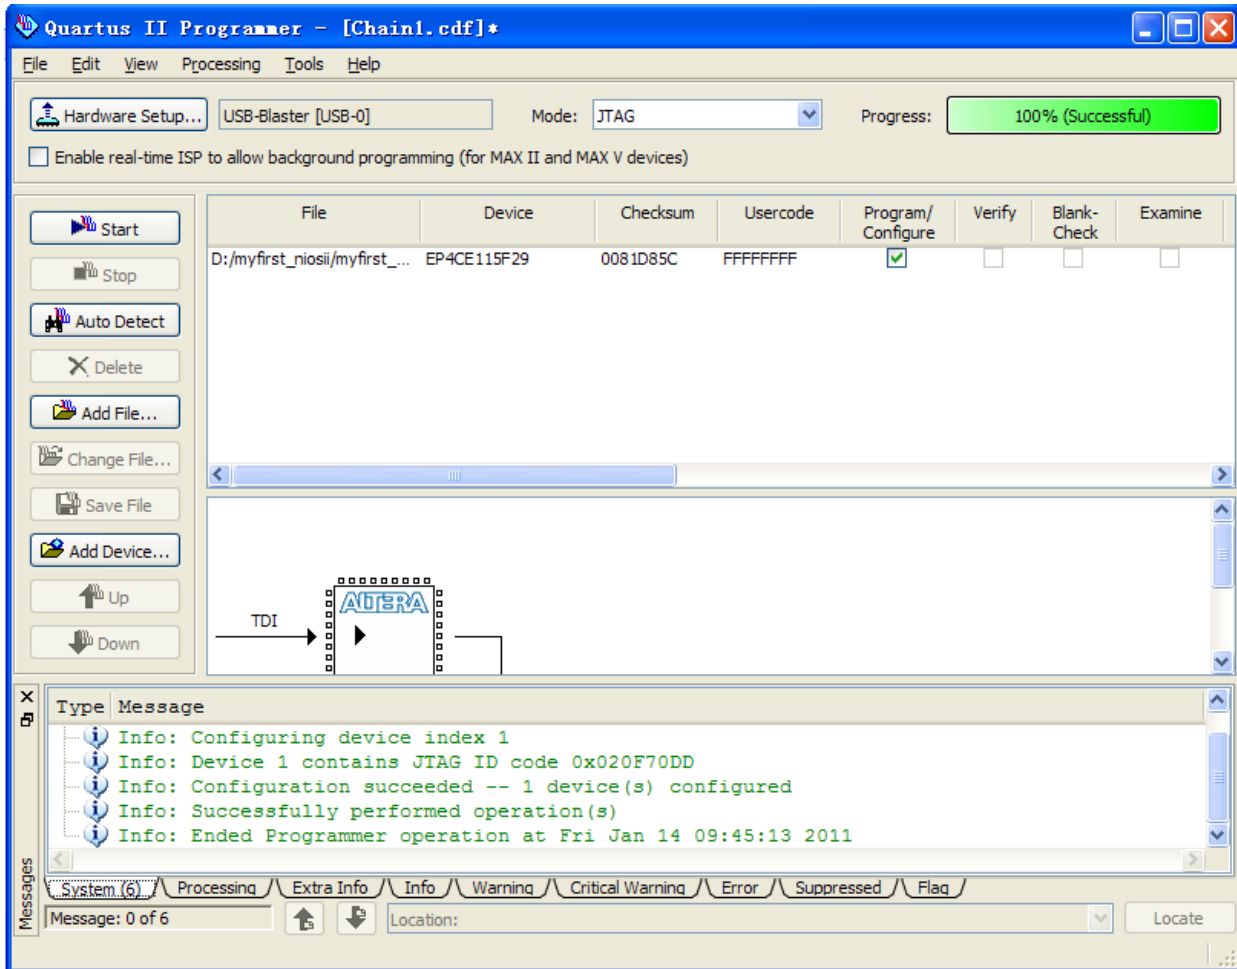 Quartus II Programmer - [Chain1.cdf]*
File Edit View Processing Tools Help
Hardware Setup... USB-Blaster [USB-0] Mode: JTAG Progress: 100% (Successful)
Enable real-time ISP to allow background programming (for MAX II and MAX V devices)
File Device Checksum Usercode Program/ Configure Verify Blank- Check Examine
D:/myfirst_niosii/myfirst_... EP4CE115F29 0081D85C FFFFFFFF
Start
Stop
Auto Detect
Delete
Add File...
Change File...
Save File
Add Device...
Up
Down
TDI
ALTERA
Type Message
Info: Configuring device index 1
Info: Device 1 contains JTAG ID code 0x020F70DD
Info: Configuration succeeded -- 1 device(s) configured
Info: Successfully performed operation(s)
Info: Ended Programmer operation at Fri Jan 14 09:45:13 2011
System (6) Processing Extra Info Info Warning Critical Warning Error Suppressed Flag
Messages
Message: 0 of 6 Location: Locate